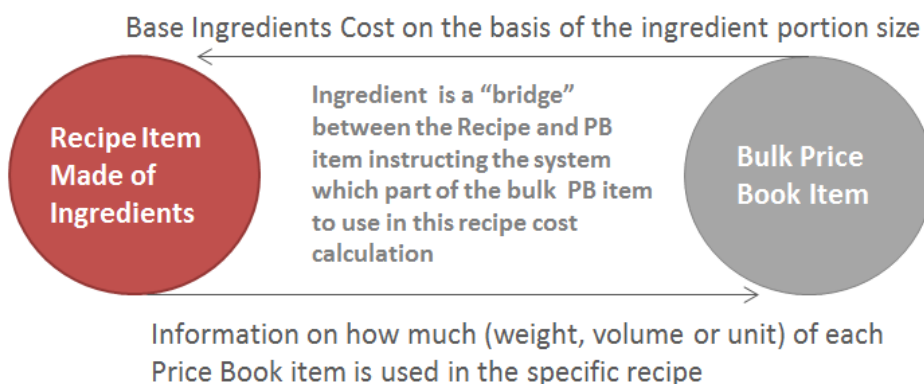 Base Ingredients Cost on the basis of the ingredient portion size
Recipe Item
Made of
Ingredients
Ingredient is a “bridge”
between the Recipe and PB
item instructing the system
which part of the bulk PB item
to use in this recipe cost
calculation
Bulk Price
Book Item
Information on how much (weight, volume or unit) of each
Price Book item is used in the specific recipe